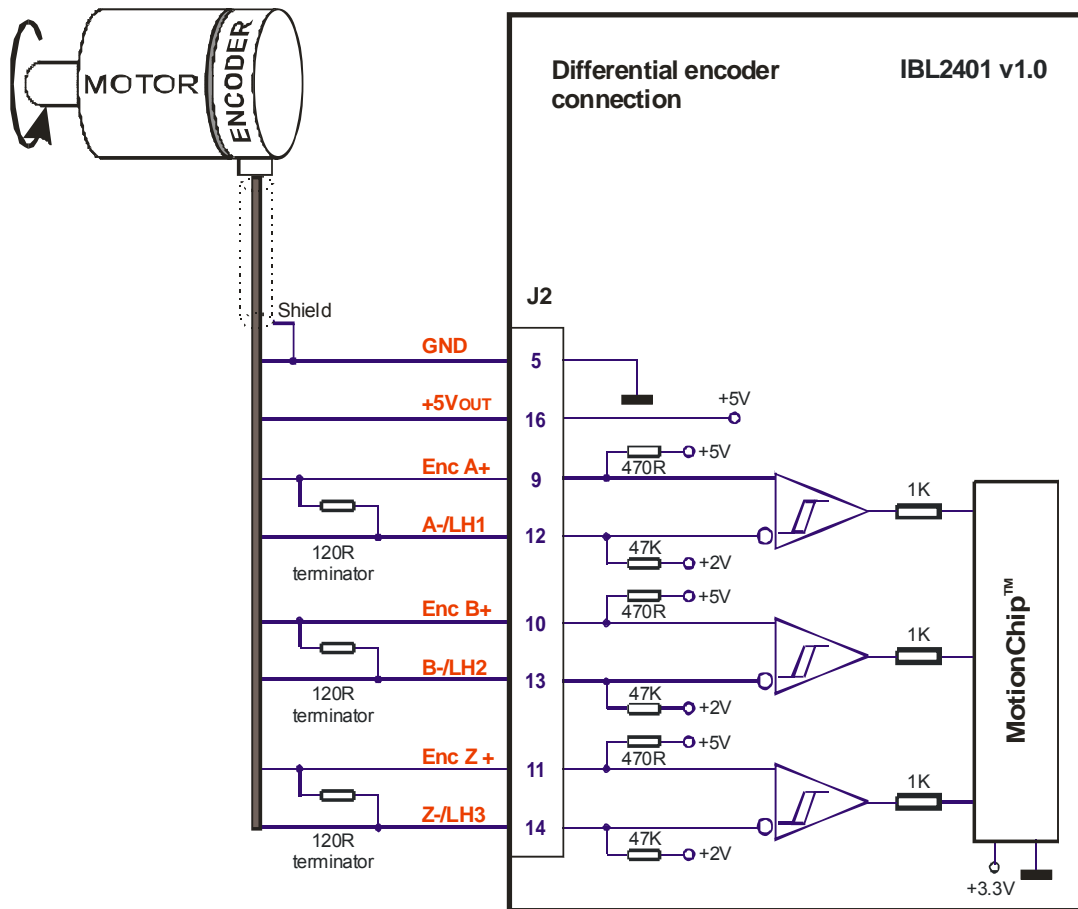 MOTOR
ENCODER
Differential encoder
connection
IBL2401 v1.0
Shield
J2
GND
5
+5VOUT
16
+5V
Enc A+
9
470R
+5V
1K
A-/LH1
12
47K
+2V
120R
terminator
Enc B+
10
470R
+5V
1K
B-/LH2
13
47K
+2V
120R
terminator
Enc Z +
11
470R
+5V
1K
Z-/LH3
14
47K
+2V
120R
terminator
MotionChip™
+3.3V